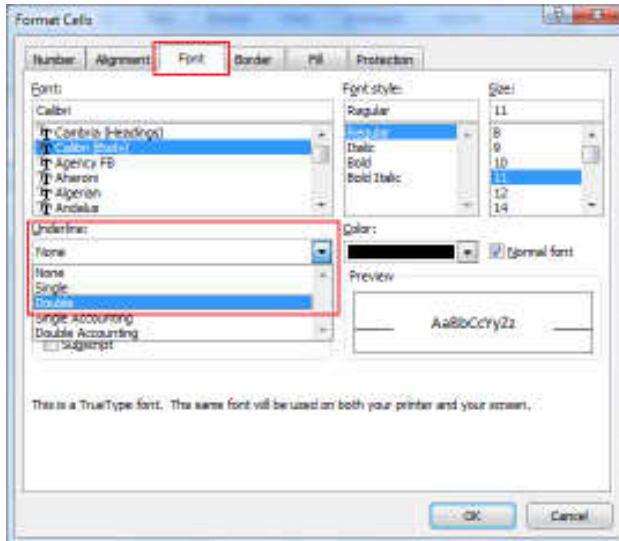 Format Cells
Number Alignment Font Border Fill Protection
Font: Font style: Size:
Calibri Regular 11
Cambria (Headings) Regular 8
Calibri (Body) Italic 9
Agency FB Bold 10
Aharoni Bold Italic 11
Algerian 12
Andalus 14
Underline: Color:
None Normal font
None Preview
Single
Double
Single Accounting AaBbCcYyZz
Double Accounting
Subscript
This is a TrueType font. The same font will be used on both your printer and your screen.
OK Cancel